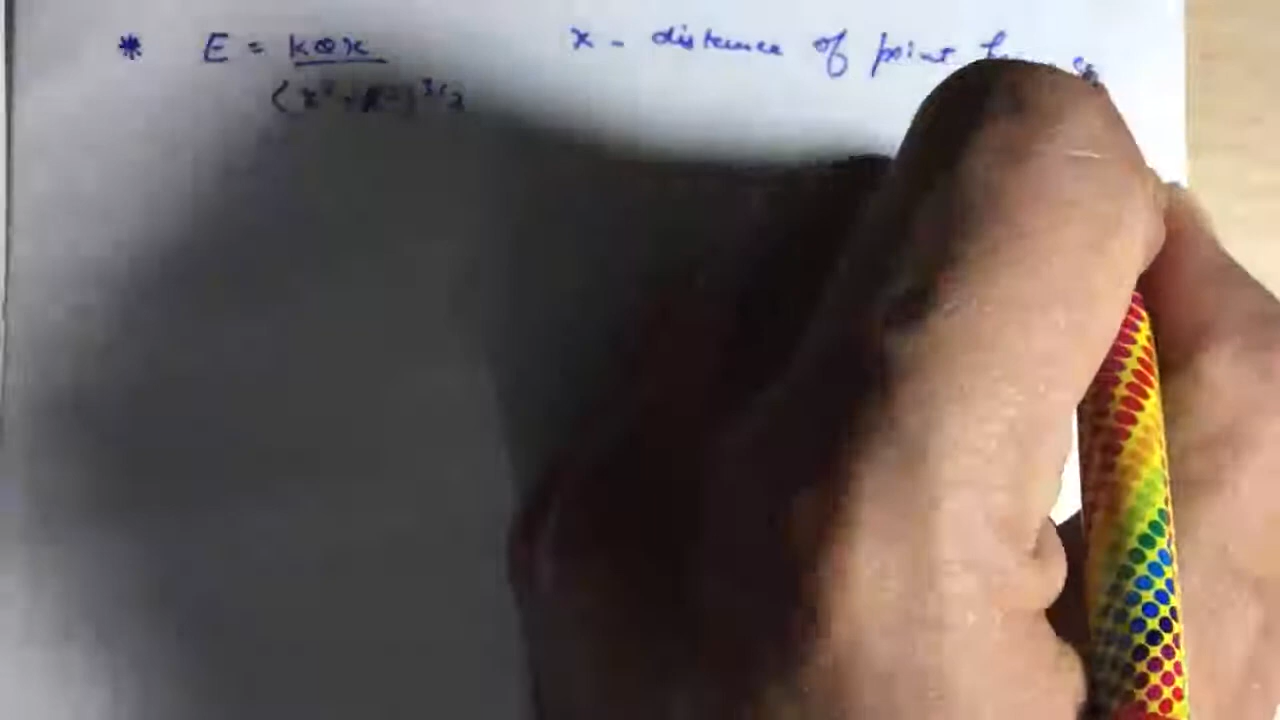 * E = kQx x - distance of point
(x² + R²)^3/2